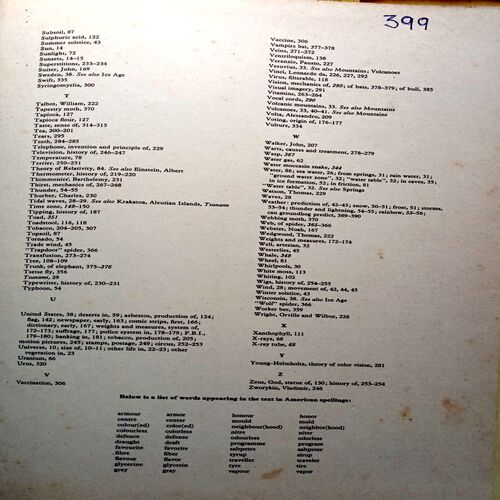 399
Subsoil, 87
Sulphuric acid, 122
Summer solstice, 43
Sun, 14
Sunlight, 72
Sunsets, 14–15
Superstitions, 233–234
Sutter, John, 169
Sweden, 38. See also Ice Age
Swift, 335
Syringomyelia, 300
T
Talbot, William, 222
Tapestry moth, 370
Tapioca, 127
Tapioca flour, 127
Taste, sense of, 314–315
Tea, 200–201
Tears, 295
Teeth, 284–285
Telephone, invention and principle of, 229
Television, history of, 246–247
Temperature, 78
Terrier, 250–251
Theory of Relativity, 84. See also Einstein, Albert
Thermometer, history of, 219–220
Thimmonier, Barthelemy, 231
Thirst, mechanics of, 267–268
Thunder, 54–55
Thurber, Charles, 230
Tidal waves, 28–29. See also Krakatoa, Aleutian Islands, Tsunami
Time zone, 149–150
Tipping, history of, 187
Toad, 351
Toadstool, 116, 118
Tobacco, 204–205, 307
Topsoil, 87
Tornado, 54
Trade wind, 45
"Trapdoor" spider, 366
Transfusion, 273–274
Tree, 108–109
Trunk, of elephant, 375–376
Tsetse fly, 356
Tsunami, 29
Typewriter, history of, 230–231
Typhoon, 54
U
United States, 38; deserts in, 59; asbestos, production of, 124;
flag, 142; newspaper, early, 163; comic strips, first, 166;
dictionary, early, 167; weights and measures, system of,
172–173; suffrage, 177; police system in, 178–179; F.B.I.,
179–180; banking in, 181; tobacco, production of, 205;
motion pictures, 245; stamps, postage, 249; circus, 252–253
Universe, 10; size of, 10–11; other life in, 22–23; other
vegetation in, 23
Uranium, 66
Urus, 320
V
Vaccination, 306
Vaccine, 306
Vampire bat, 377–378
Veins, 271–272
Ventriloquism, 138
Veranzio, Fausto, 227
Vesuvius, 33. See also Mountains; Volcanoes
Vinci, Leonardo da, 226, 227, 292
Virus, filterable, 118
Vision, mechanics of, 289; of bats, 378–379; of bull, 385
Visual imagery, 291
Vitamins, 263–264
Vocal cords, 290
Volcanic mountains, 33. See also Mountains
Volcanoes, 33, 40–41. See also Mountains
Volta, Alessandro, 209
Voting, origin of, 176–177
Vulture, 334
W
Walker, John, 207
Warts, causes and treatment, 278–279
Wasp, 367
Water gas, 62
Water moccasin snake, 344
Water, 86; sea water, 26; from springs, 31; rain water, 31;
"ground water zone", 32; "water table", 32; in caves, 35;
in ice formation, 52; in friction, 81
"Water table", 32. See also Springs
Watson, Thomas, 229
Waves, 28
Weather: prediction of, 42–43; snow, 50–51; frost, 51; storms,
53–54; thunder and lightning, 54–55; rainbow, 55–56;
can groundhog predict, 389–390
Webbing moth, 370
Web, of spider, 365–366
Webster, Noah, 167
Wedgwood, Thomas, 222
Weights and measures, 172–174
Well, artesian, 32
Westerlies, 45
Whale, 349
Wheel, 81
Whirlpools, 30
White moss, 113
Whiting, 102
Wigs, history of, 254–255
Wind, 28; movement of, 42, 44, 45
Winter solstice, 43
Wisconsin, 38. See also Ice Age
"Wolf" spider, 366
Worker bee, 359
Wright, Orville and Wilbur, 226
X
Xanthophyll, 111
X-rays, 68
X-ray tube, 68
Y
Young-Helmholtz, theory of color vision, 281
Z
Zeus, God, statue of, 130; history of, 253–254
Zworykin, Vladimir, 246
Below is a list of words appearing in the text in American spellings:
armour armor honour honor
centre center mould mold
colour(ed) color(ed) neighbour(hood) neighbor(hood)
colourless colorless nitre niter
defence defense odourless odorless
draught draft programme program
favourite favorite saltpetre saltpeter
fibre fiber syrup sirup
flavour flavor traveller traveler
glycerine glycerin tyre tire
grey gray vapour vapor